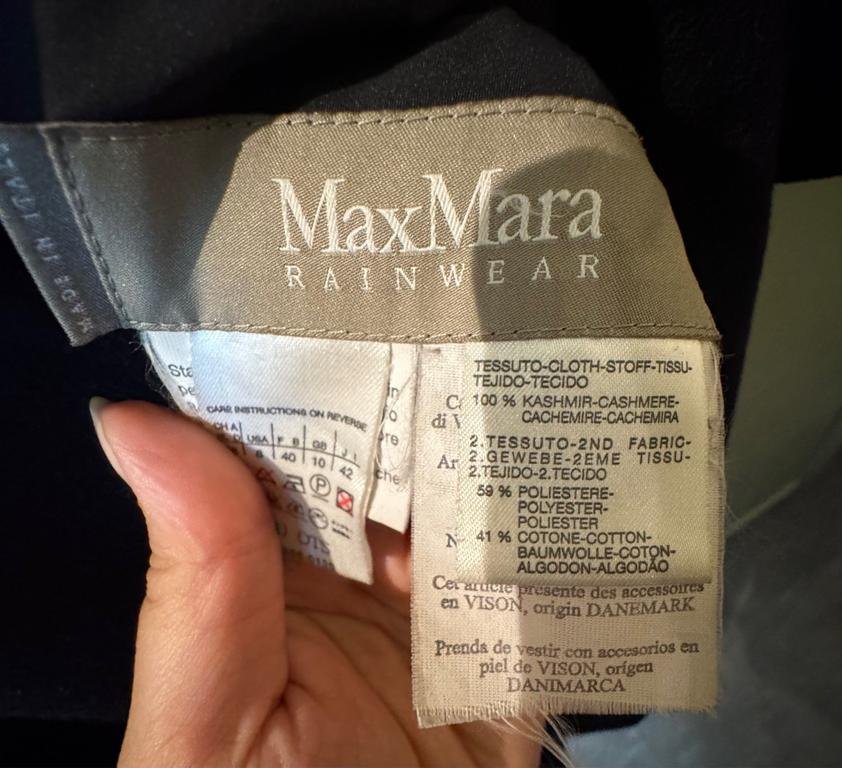 MADE IN ITALY
MaxMara
RAINWEAR
CARE INSTRUCTIONS ON REVERSE
USA F B GB J I
8 40 10 42
TESSUTO-CLOTH-STOFF-TISSU-
TEJIDO-TECIDO
100 % KASHMIR-CASHMERE-
CACHEMIRE-CACHEMIRA
2.TESSUTO-2ND FABRIC-
2.GEWEBE-2EME TISSU-
2.TEJIDO-2.TECIDO
59 % POLIESTERE-
POLYESTER-
POLIESTER
41 % COTONE-COTTON-
BAUMWOLLE-COTON-
ALGODON-ALGODÃO
Cet article présente des accessoires
en VISON, origin DANEMARK
Prenda de vestir con accesorios en
piel de VISON, orígen
DANIMARCA